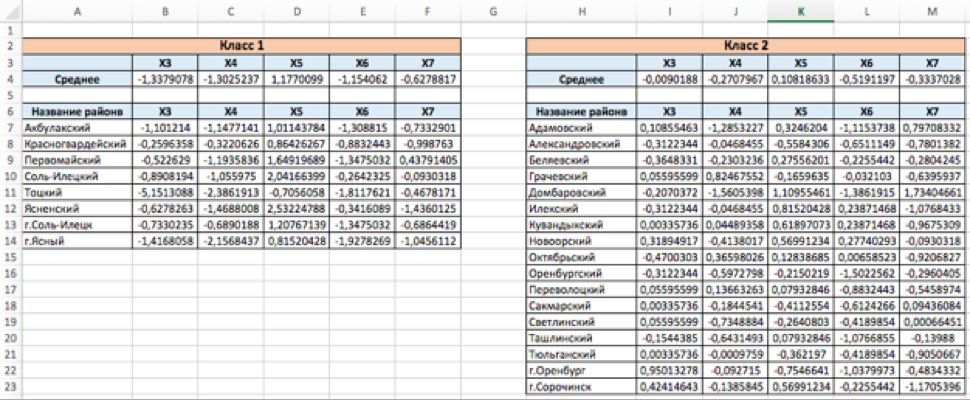 A B C D E F G H I J K L M
1
2 Класс 1 Класс 2
3 X3 X4 X5 X6 X7 X3 X4 X5 X6 X7
4 Среднее -1,3379078 -1,3025237 1,1770099 -1,154062 -0,6278817 Среднее -0,0090188 -0,2707967 0,10818633 -0,5191197 -0,3337028
5
6 Название районв X3 X4 X5 X6 X7 Название районв X3 X4 X5 X6 X7
7 Акбулакский -1,101214 -1,1477141 1,01143784 -1,308815 -0,7332901 Адамовский 0,10855463 -1,2853227 0,3246204 -1,1153738 0,79708332
8 Красногвардейский -0,2596358 -0,3220626 0,86426267 -0,8832443 -0,998763 Александровский -0,3122344 -0,0468455 -0,5584306 -0,6511149 -0,7801382
9 Первомайский -0,522629 -1,1935836 1,64919689 -1,3475032 0,43791405 Беляевский -0,3648331 -0,2303236 0,27556201 -0,2255442 -0,2804245
10 Соль-Илецкий -0,8908194 -1,055975 2,04166399 -0,2642325 -0,0930318 Грачевский 0,05595599 0,82467552 -0,1659635 -0,032103 -0,6395937
11 Тоцкий -5,1513088 -2,3861913 -0,7056058 -1,8117621 -0,4678171 Домбаровский -0,2070372 -1,5605398 1,10955461 -1,3861915 1,73404661
12 Ясненский -0,6278263 -1,4688008 2,53224788 -0,3416089 -1,4360125 Илекский -0,3122344 -0,0468455 0,81520428 0,23871468 -1,0768433
13 г.Соль-Илецк -0,7330235 -0,6890188 1,20767139 -1,3475032 -0,6864419 Кувандыкский 0,00335736 0,04489358 0,61897073 0,23871468 -0,9675309
14 г.Ясный -1,4168058 -2,1568437 0,81520428 -1,9278269 -1,0456112 Новоорский 0,31894917 -0,4138017 0,56991234 0,27740293 -0,0930318
15 Октябрьский -0,4700303 0,36598026 0,12838685 0,00658523 -0,9206827
16 Оренбургский -0,3122344 -0,5972798 -0,2150219 -1,5022562 -0,2960405
17 Переволоцкий 0,05595599 0,13663263 0,07932846 -0,8832443 -0,5458974
18 Сакмарский 0,00335736 -0,1844541 -0,4112554 -0,6124266 0,09436084
19 Светлинский 0,05595599 -0,7348884 -0,2640803 -0,4189854 0,00066451
20 Ташлинский -0,1544385 -0,6431493 0,07932846 -1,0766855 -0,13988
21 Тюльганский 0,00335736 -0,0009759 -0,362197 -0,4189854 -0,9050667
22 г.Оренбург 0,95013278 -0,092715 -0,7546641 -1,0379973 -0,4834332
23 г.Сорочинск 0,42414643 -0,1385845 0,56991234 -0,2255442 -1,1705396